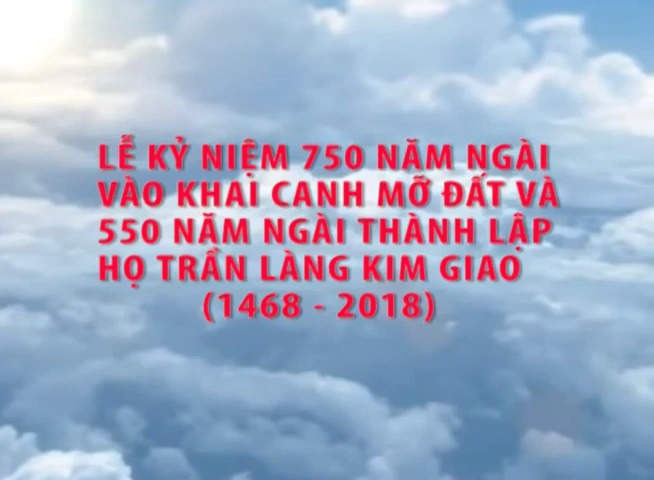 LỄ KỶ NIỆM 750 NĂM NGÀI
VÀO KHAI CANH MỠ ĐẤT VÀ
550 NĂM NGÀI THÀNH LẬP
HỌ TRẦN LÀNG KIM GIAO
(1468 - 2018)